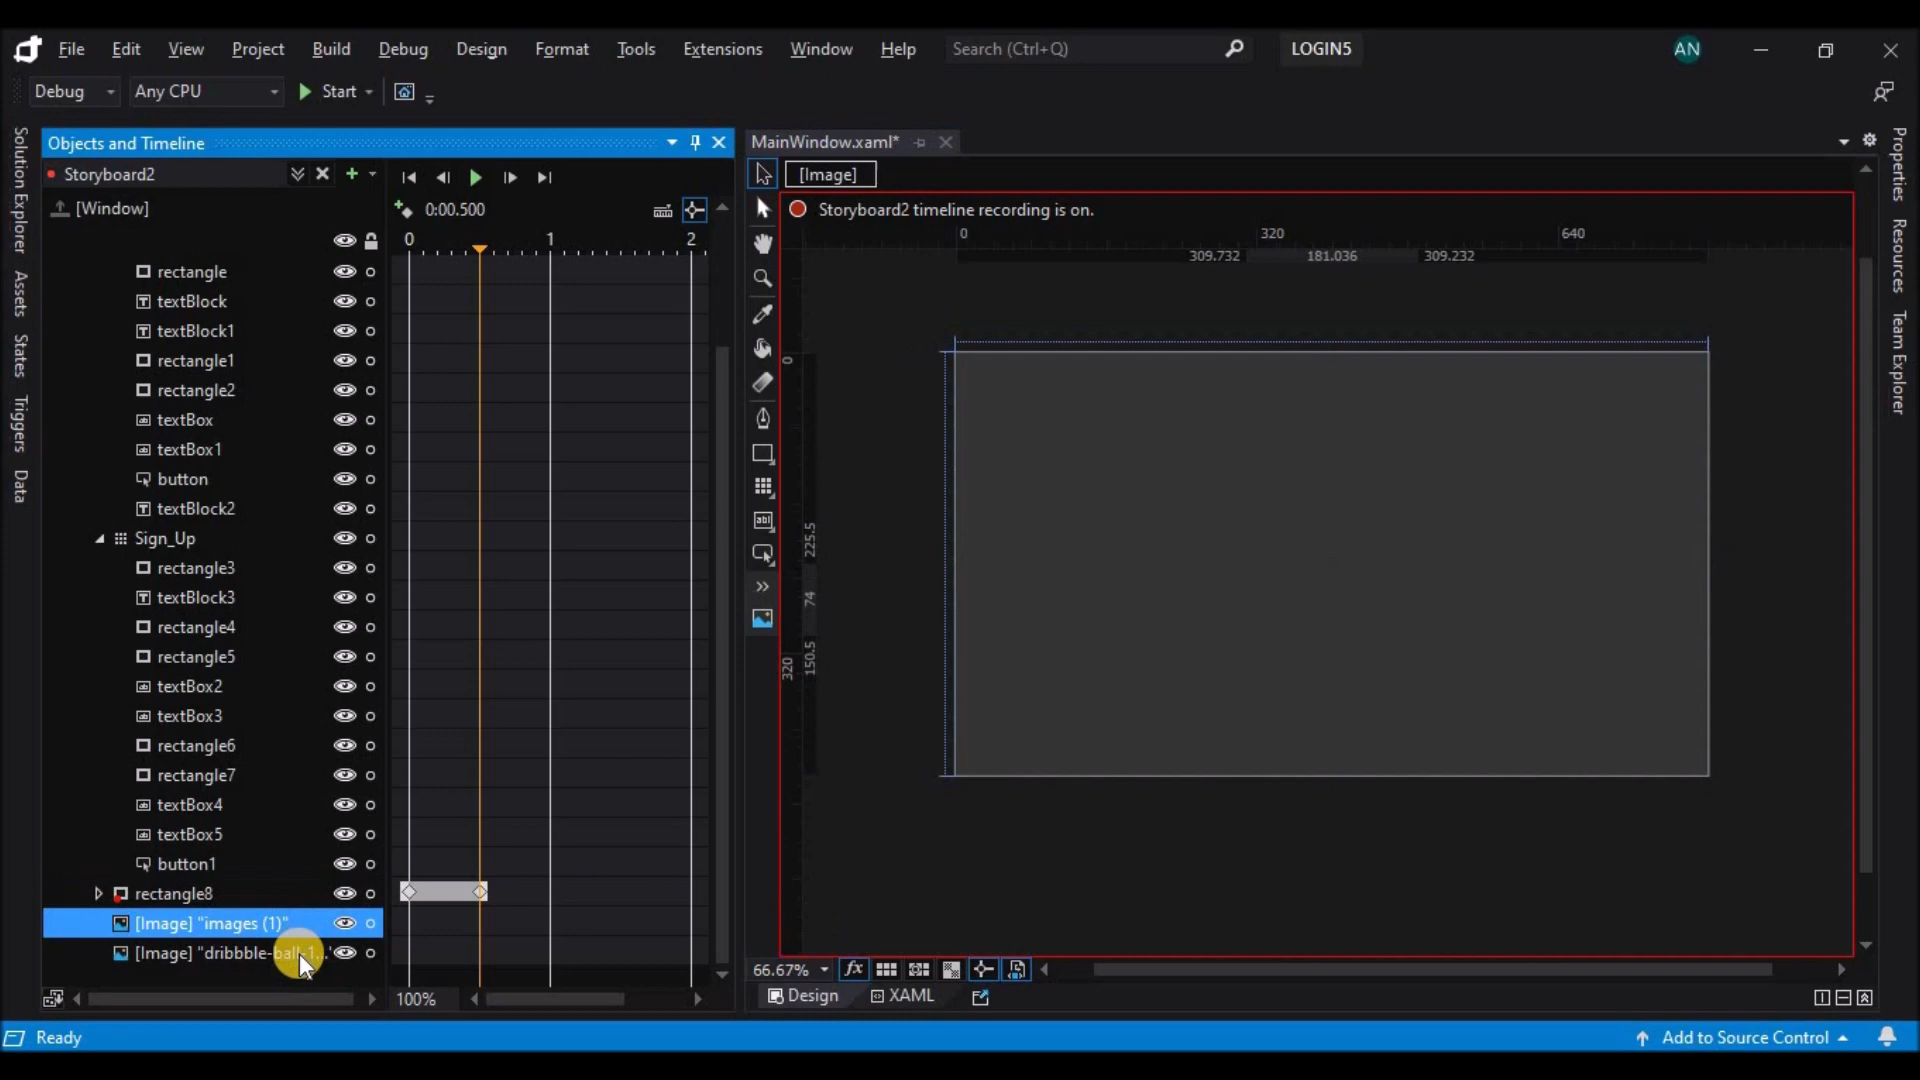 File Edit View Project Build Debug Design Format Tools Extensions Window Help Search (Ctrl+Q) LOGIN5 AN
Debug Any CPU Start
Solution Explorer
Assets
States
Triggers
Data
Objects and Timeline
Storyboard2
[Window]
0:00.500
0 1 2
rectangle
textBlock
textBlock1
rectangle1
rectangle2
textBox
textBox1
button
textBlock2
Sign_Up
rectangle3
textBlock3
rectangle4
rectangle5
textBox2
textBox3
rectangle6
rectangle7
textBox4
textBox5
button1
rectangle8
[Image] "images (1)"
[Image] "dribbble-ball-1..."
100%
MainWindow.xaml*
[Image]
Storyboard2 timeline recording is on.
0 320 640
309.732 181.036 309.232
0
225.5
74
150.5
320
66.67% fx
Design XAML
Properties
Resources
Team Explorer
Ready Add to Source Control